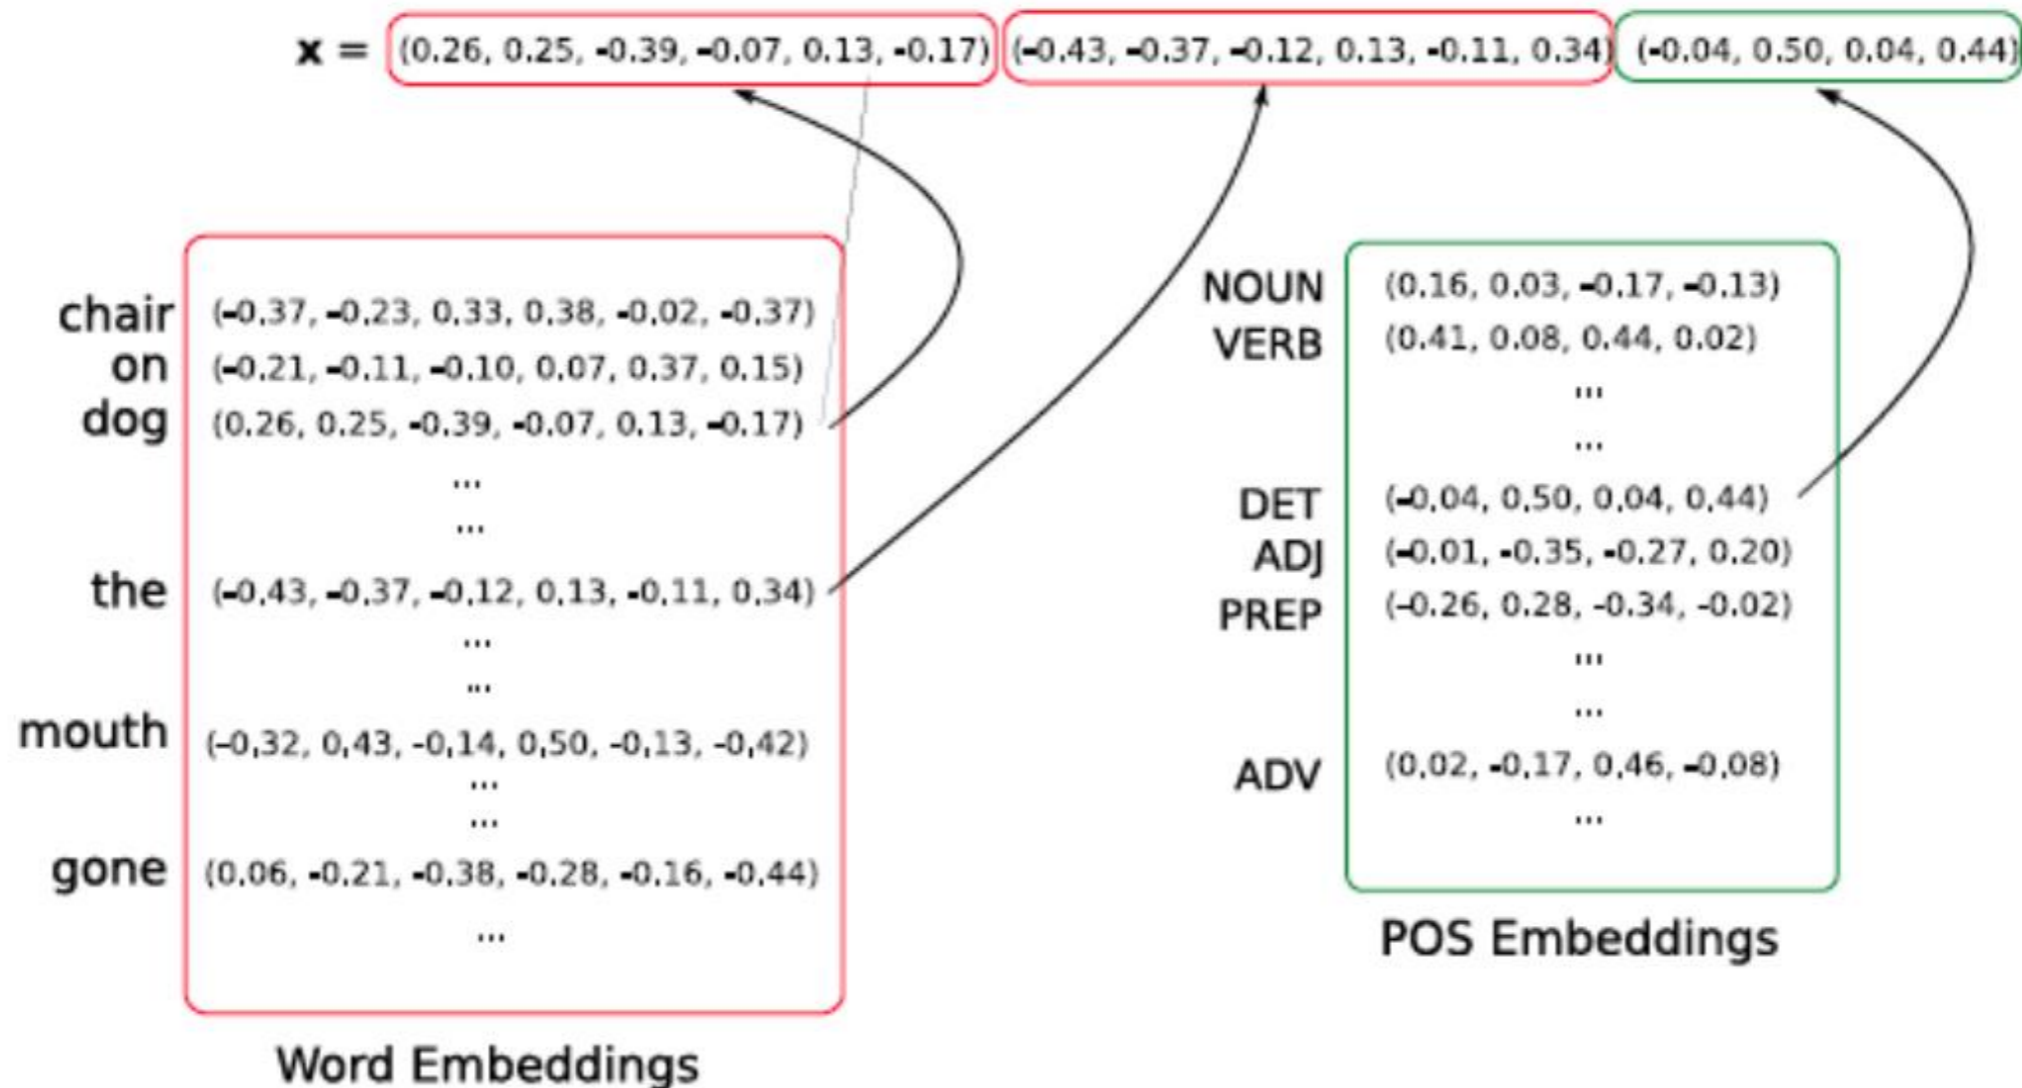 x = (0.26, 0.25, -0.39, -0.07, 0.13, -0.17) (-0.43, -0.37, -0.12, 0.13, -0.11, 0.34) (-0.04, 0.50, 0.04, 0.44)
chair (-0.37, -0.23, 0.33, 0.38, -0.02, -0.37)
on (-0.21, -0.11, -0.10, 0.07, 0.37, 0.15)
dog (0.26, 0.25, -0.39, -0.07, 0.13, -0.17)
...
...
the (-0.43, -0.37, -0.12, 0.13, -0.11, 0.34)
...
...
mouth (-0.32, 0.43, -0.14, 0.50, -0.13, -0.42)
...
...
gone (0.06, -0.21, -0.38, -0.28, -0.16, -0.44)
...
Word Embeddings
NOUN (0.16, 0.03, -0.17, -0.13)
VERB (0.41, 0.08, 0.44, 0.02)
...
...
DET (-0.04, 0.50, 0.04, 0.44)
ADJ (-0.01, -0.35, -0.27, 0.20)
PREP (-0.26, 0.28, -0.34, -0.02)
...
...
ADV (0.02, -0.17, 0.46, -0.08)
...
POS Embeddings